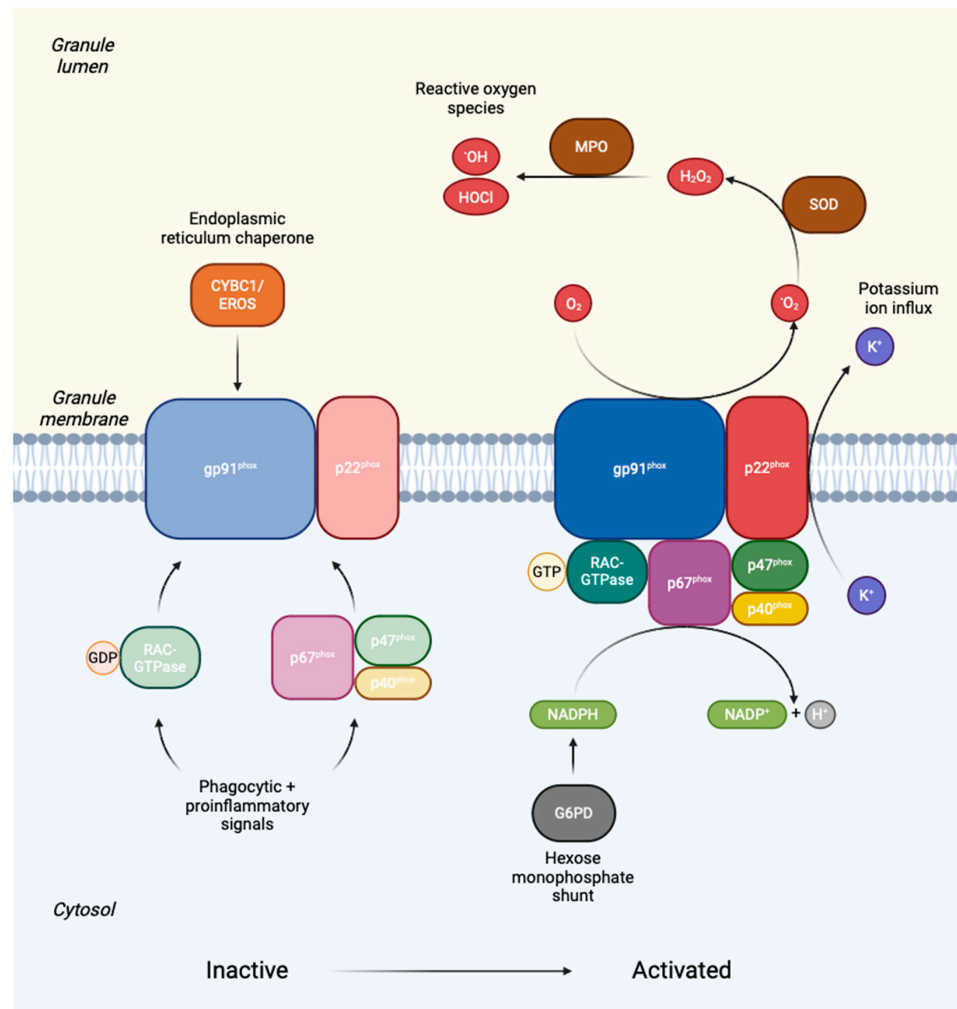 Granule
lumen
Reactive oxygen
species
·OH
HOCl
MPO
H₂O₂
SOD
Endoplasmic
reticulum chaperone
CYBC1/
EROS
O₂
·O₂
Potassium
ion influx
K⁺
Granule
membrane
gp91ᵖʰᵒˣ
p22ᵖʰᵒˣ
gp91ᵖʰᵒˣ
p22ᵖʰᵒˣ
GDP
RAC-
GTPase
p67ᵖʰᵒˣ
p47ᵖʰᵒˣ
p40ᵖʰᵒˣ
GTP
RAC-
GTPase
p67ᵖʰᵒˣ
p47ᵖʰᵒˣ
p40ᵖʰᵒˣ
K⁺
NADPH
NADP⁺ + H⁺
Phagocytic +
proinflammatory
signals
G6PD
Hexose
monophosphate
shunt
Cytosol
Inactive
Activated